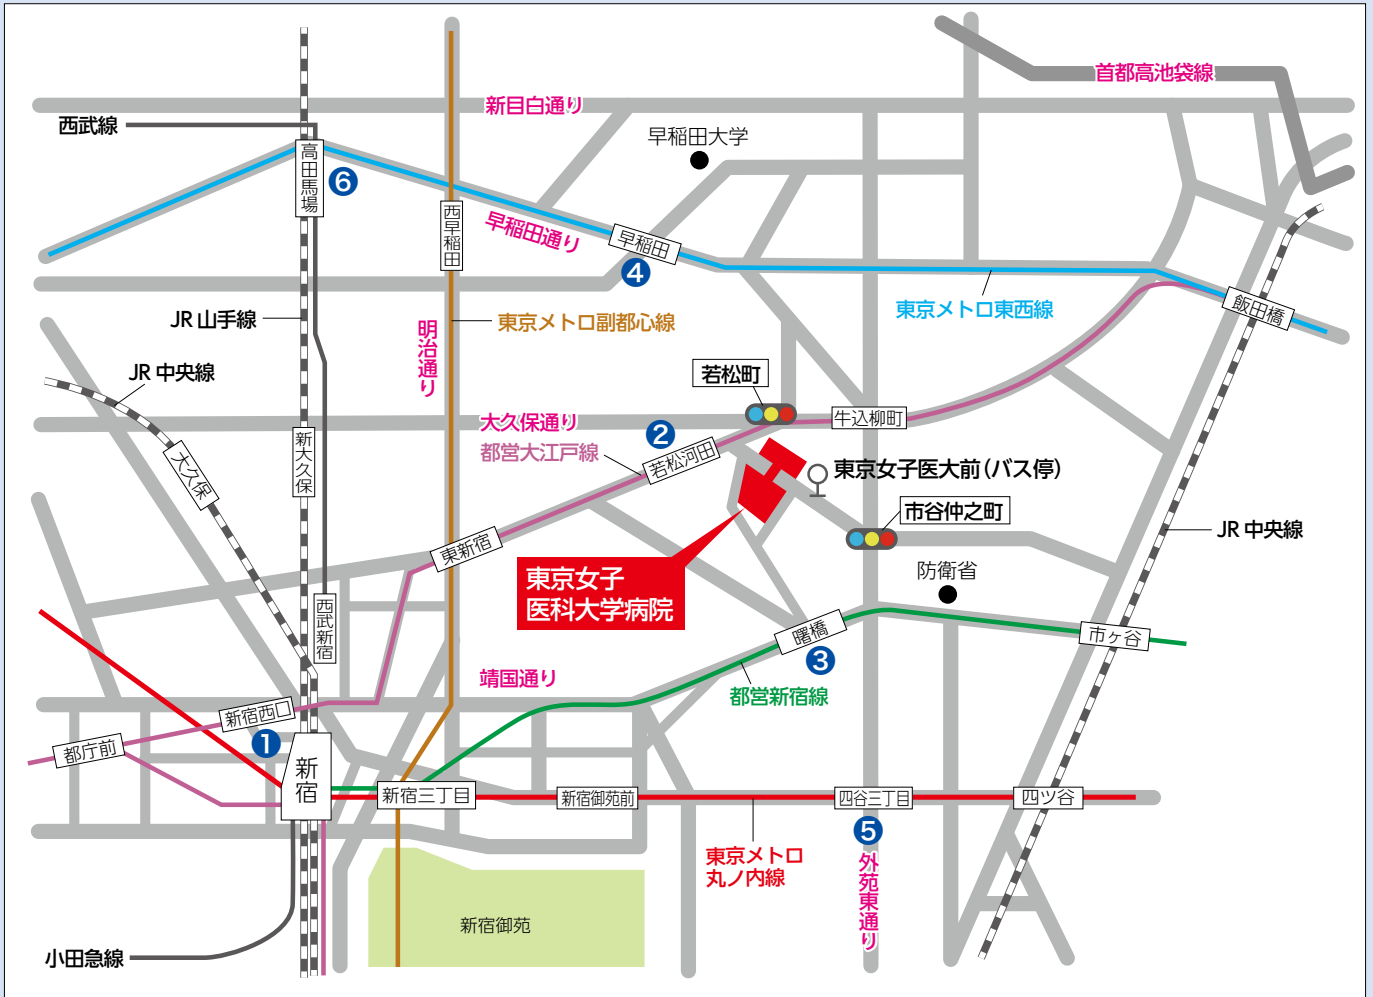 首都高池袋線
新目白通り
西武線
早稲田大学
高田馬場
6
西早稲田
早稲田通り
早稲田
4
東京メトロ東西線
飯田橋
JR 山手線
東京メトロ副都心線
明治通り
JR 中央線
若松町
大久保通り
2
牛込柳町
都営大江戸線
若松河田
新大久保
大久保
東京女子医大前(バス停)
市谷仲之町
JR 中央線
東新宿
東京女子
医科大学病院
防衛省
西武新宿
曙橋
3
市ヶ谷
靖国通り
都営新宿線
新宿西口
1
都庁前
新宿
新宿三丁目
新宿御苑前
四谷三丁目
四ツ谷
5
東京メトロ
丸ノ内線
外苑東通り
新宿御苑
小田急線